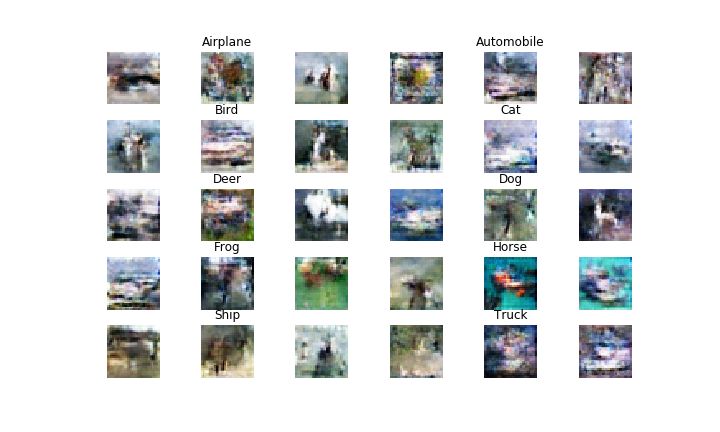 Airplane Automobile
Bird Cat
Deer Dog
Frog Horse
Ship Truck